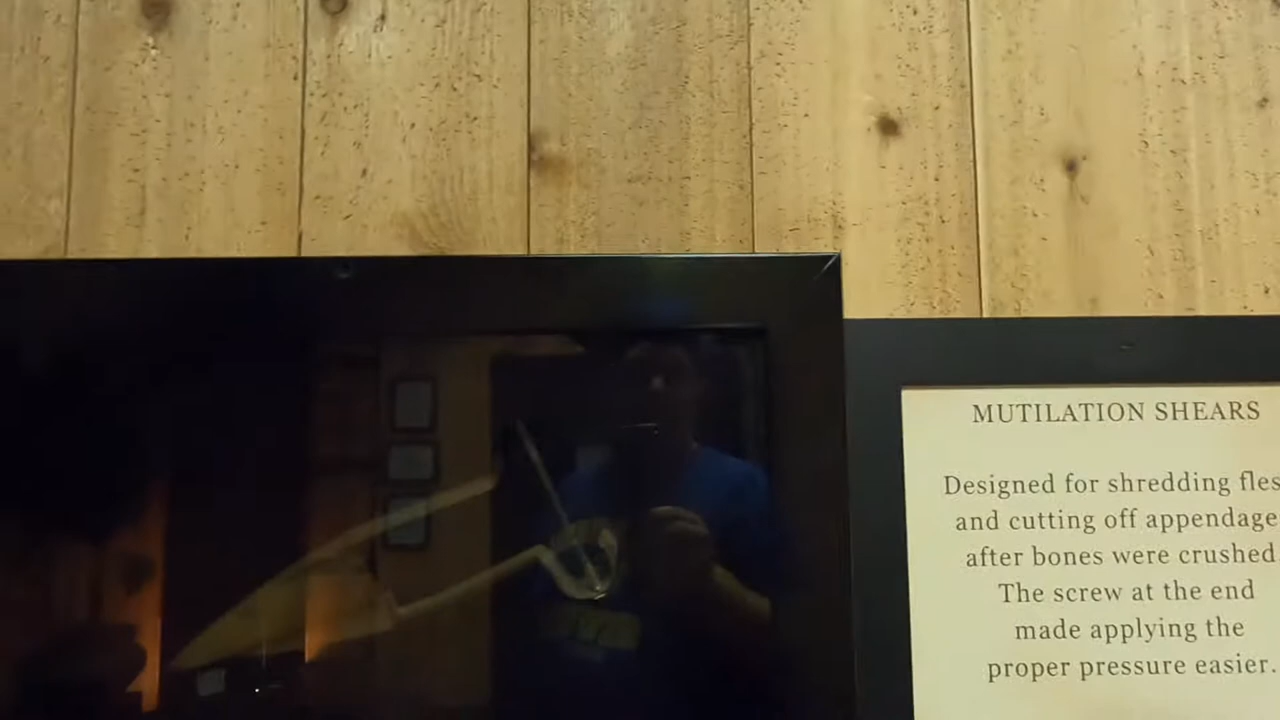 MUTILATION SHEARS
Designed for shredding fles
and cutting off appendage
after bones were crushed
The screw at the end
made applying the
proper pressure easier.